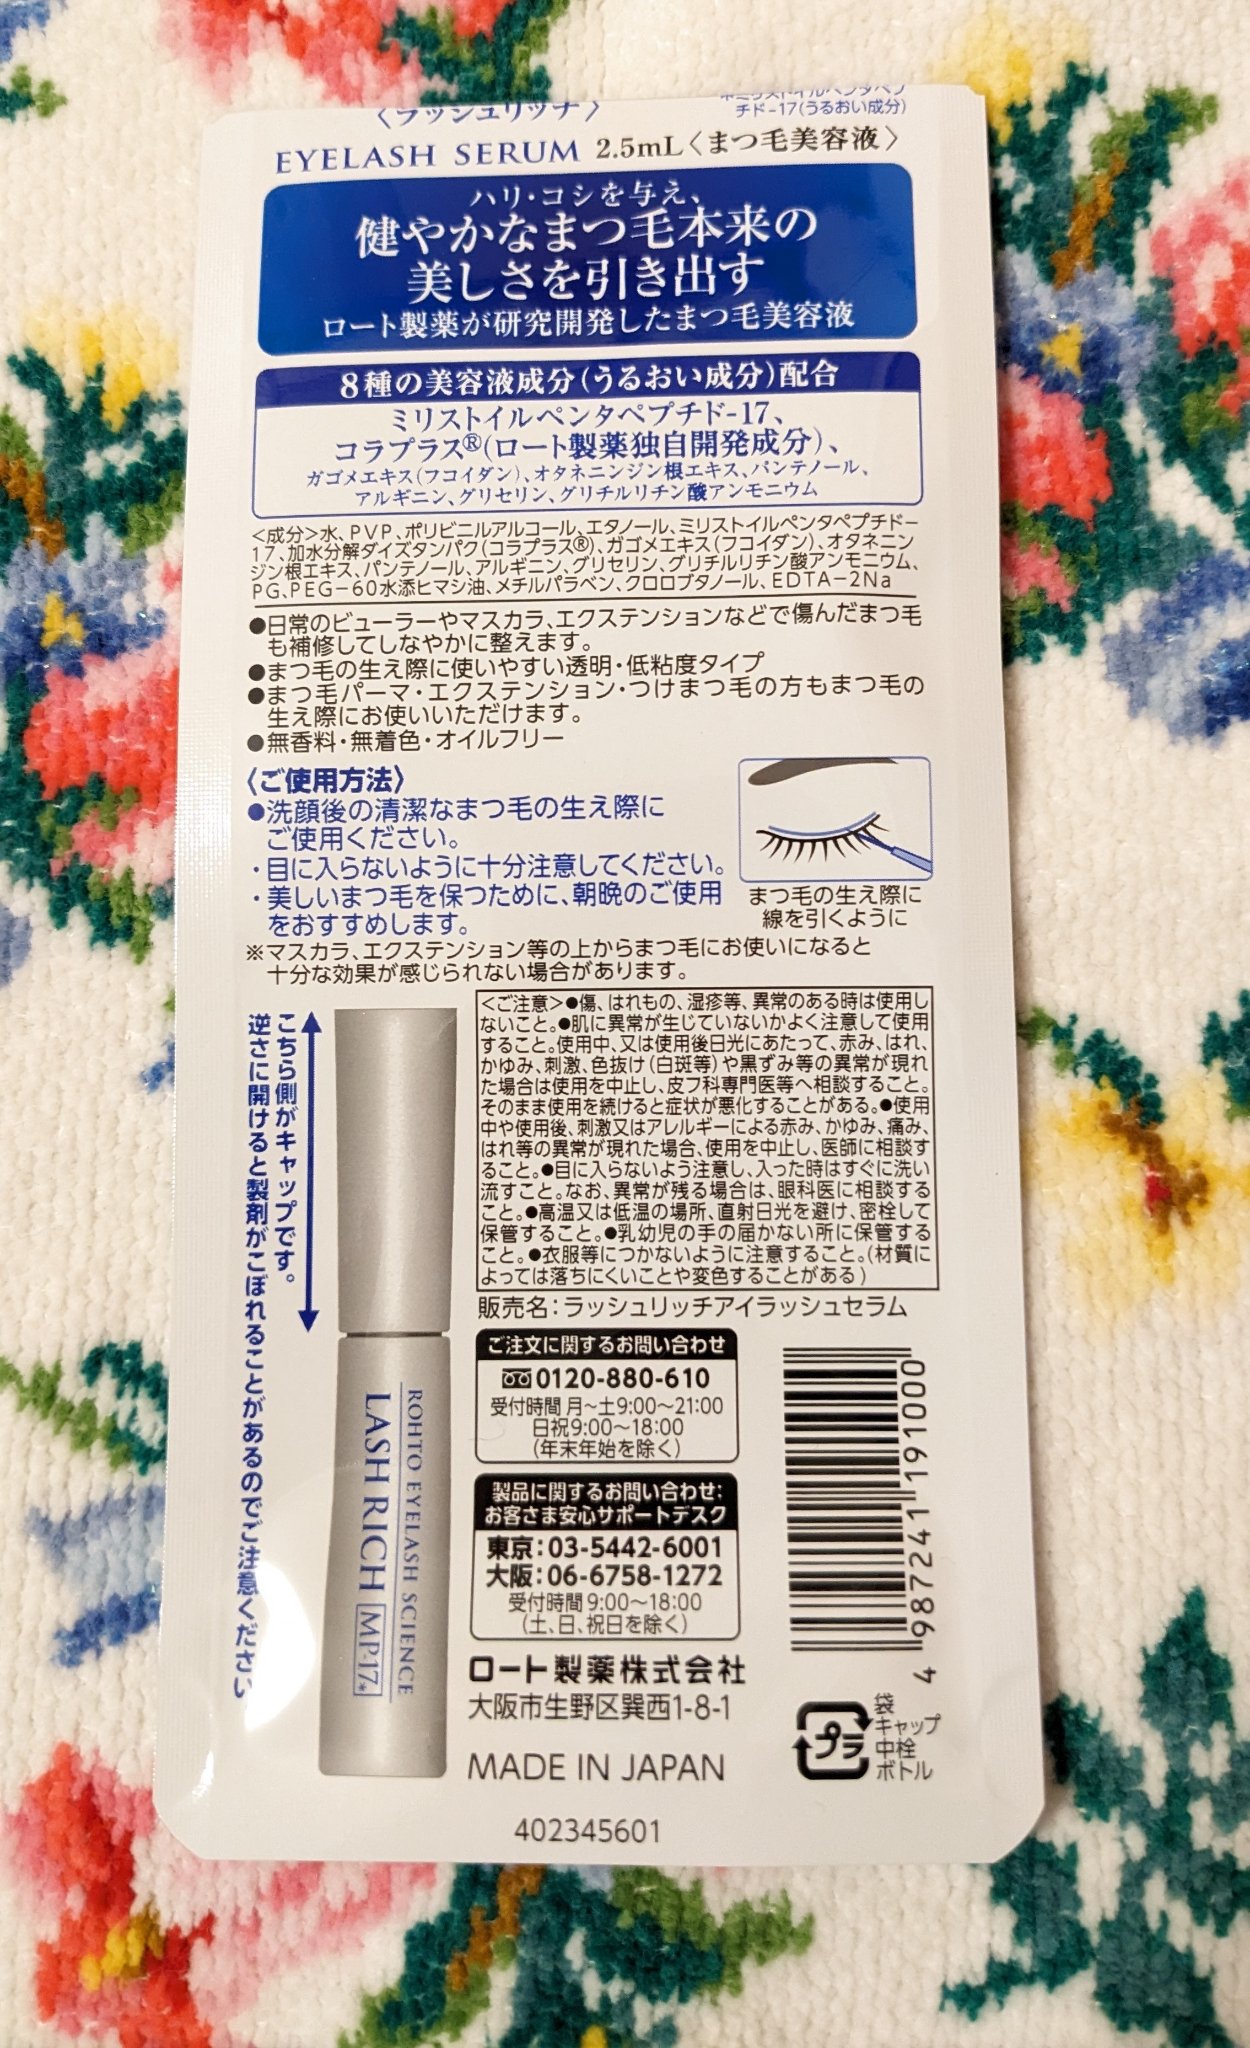 〈ラッシュリッチ〉
チド-17(うるおい成分)
EYELASH SERUM 2.5mL〈まつ毛美容液〉
ハリ・コシを与え、
健やかなまつ毛本来の
美しさを引き出す
ロート製薬が研究開発したまつ毛美容液
8種の美容液成分(うるおい成分)配合
ミリストイルペンタペプチド-17、
コラプラス®(ロート製薬独自開発成分)、
ガゴメエキス(フコイダン)、オタネニンジン根エキス、パンテノール、
アルギニン、グリセリン、グリチルリチン酸アンモニウム
<成分>水、PVP、ポリビニルアルコール、エタノール、ミリストイルペンタペプチド-
17、加水分解ダイズタンパク(コラプラス®)、ガゴメエキス(フコイダン)、オタネニン
ジン根エキス、パンテノール、アルギニン、グリセリン、グリチルリチン酸アンモニウム、
PG、PEG-60水添ヒマシ油、メチルパラベン、クロロブタノール、EDTA-2Na
●日常のビューラーやマスカラ、エクステンションなどで傷んだまつ毛
も補修してしなやかに整えます。
●まつ毛の生え際に使いやすい透明・低粘度タイプ
●まつ毛パーマ・エクステンション・つけまつ毛の方もまつ毛の
生え際にお使いいただけます。
●無香料・無着色・オイルフリー
〈ご使用方法〉
●洗顔後の清潔なまつ毛の生え際に
ご使用ください。
・目に入らないように十分注意してください。
・美しいまつ毛を保つために、朝晩のご使用
をおすすめします。
まつ毛の生え際に
線を引くように
※マスカラ、エクステンション等の上からまつ毛にお使いになると
十分な効果が感じられない場合があります。
こちら側がキャップです。
逆さに開けると製剤がこぼれることがあるのでご注意ください
ROHTO EYELASH SCIENCE
LASH RICH MP-17*
<ご注意>●傷、はれもの、湿疹等、異常のある時は使用し
ないこと。●肌に異常が生じていないかよく注意して使用
すること。使用中、又は使用後日光にあたって、赤み、はれ、
かゆみ、刺激、色抜け(白斑等)や黒ずみ等の異常が現れ
た場合は使用を中止し、皮フ科専門医等へ相談すること。
そのまま使用を続けると症状が悪化することがある。●使用
中や使用後、刺激又はアレルギーによる赤み、かゆみ、痛み、
はれ等の異常が現れた場合、使用を中止し、医師に相談す
ること。●目に入らないよう注意し、入った時はすぐに洗い
流すこと。なお、異常が残る場合は、眼科医に相談する
こと。●高温又は低温の場所、直射日光を避け、密栓して
保管すること。●乳幼児の手の届かない所に保管する
こと。●衣服等につかないように注意すること。(材質に
よっては落ちにくいことや変色することがある)
販売名：ラッシュリッチアイラッシュセラム
ご注文に関するお問い合わせ
0120-880-610
受付時間 月～土9:00～21:00
日祝9:00～18:00
(年末年始を除く)
製品に関するお問い合わせ:
お客さま安心サポートデスク
東京：03-5442-6001
大阪：06-6758-1272
受付時間 9:00～18:00
(土、日、祝日を除く)
4 987241 191000
ロート製薬株式会社
大阪市生野区巽西1-8-1
MADE IN JAPAN
プラ
袋
キャップ
中栓
ボトル
402345601